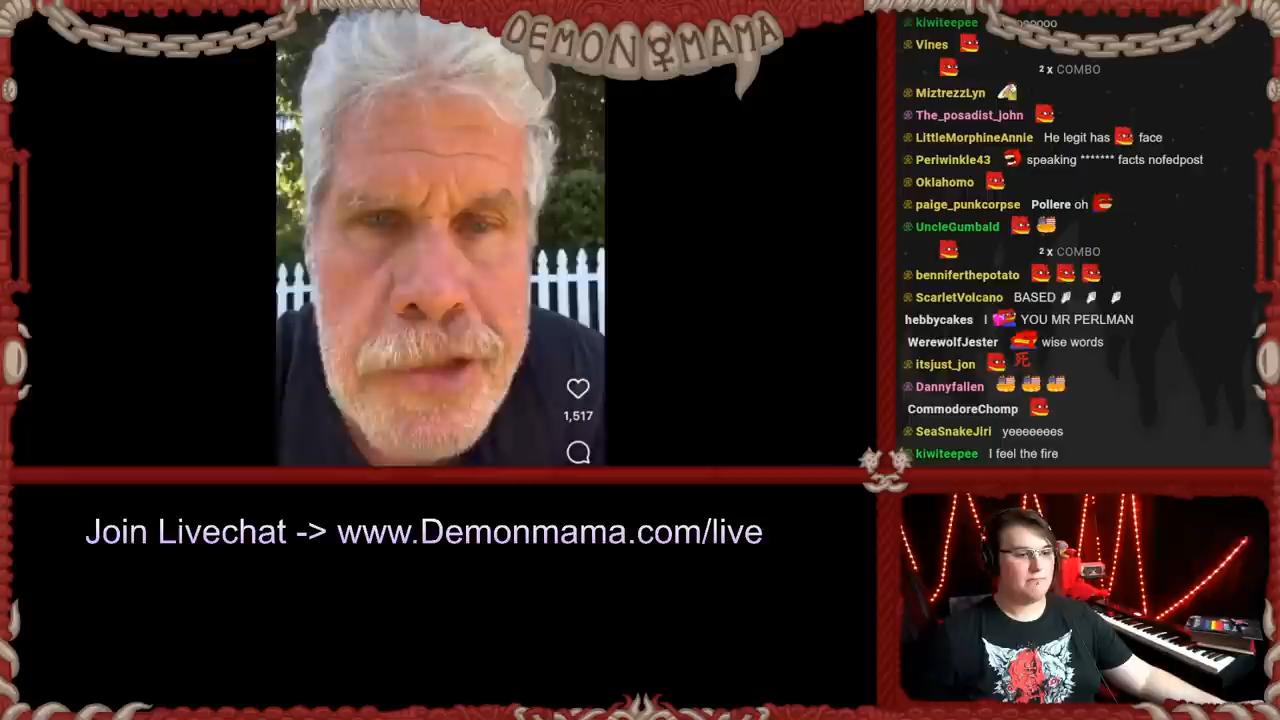 DEMON MAMA
1,517
kiwiteepee
Vines
2 x COMBO
MiztrezzLyn
The_posadist_john
LittleMorphineAnnie He legit has face
Periwinkle43 speaking ******* facts nofedpost
Oklahomo
paige_punkcorpse Pollere oh
UncleGumbald
2 x COMBO
benniferthepotato
ScarletVolcano BASED
hebbycakes I YOU MR PERLMAN
WerewolfJester wise words
itsjust_jon 死
Dannyfallen
CommodoreChomp
SeaSnakeJiri yeeeeeees
kiwiteepee I feel the fire
Join Livechat -> www.Demonmama.com/live